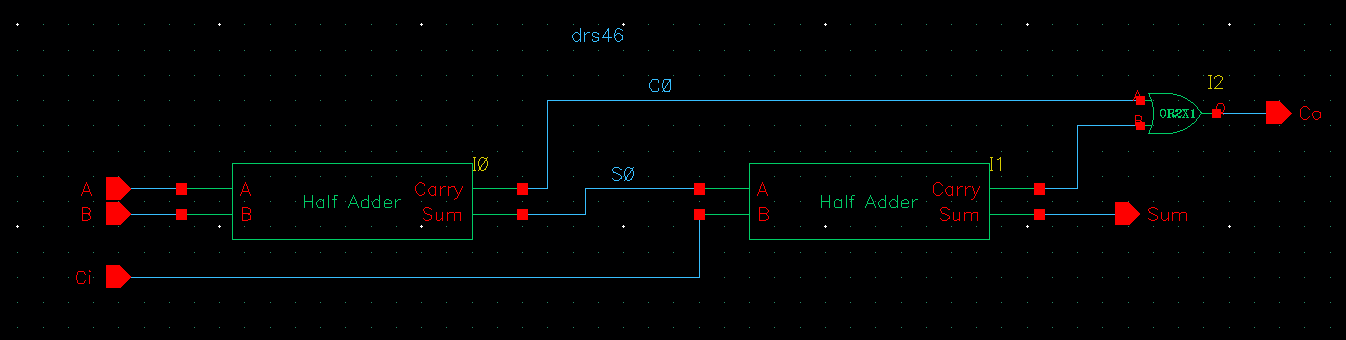 drs46
C0
I2
A
B
OR2X1
O
Co
I0
S0
I1
A
B
A
B
Half Adder
Carry
Sum
A
B
Half Adder
Carry
Sum
Sum
Ci